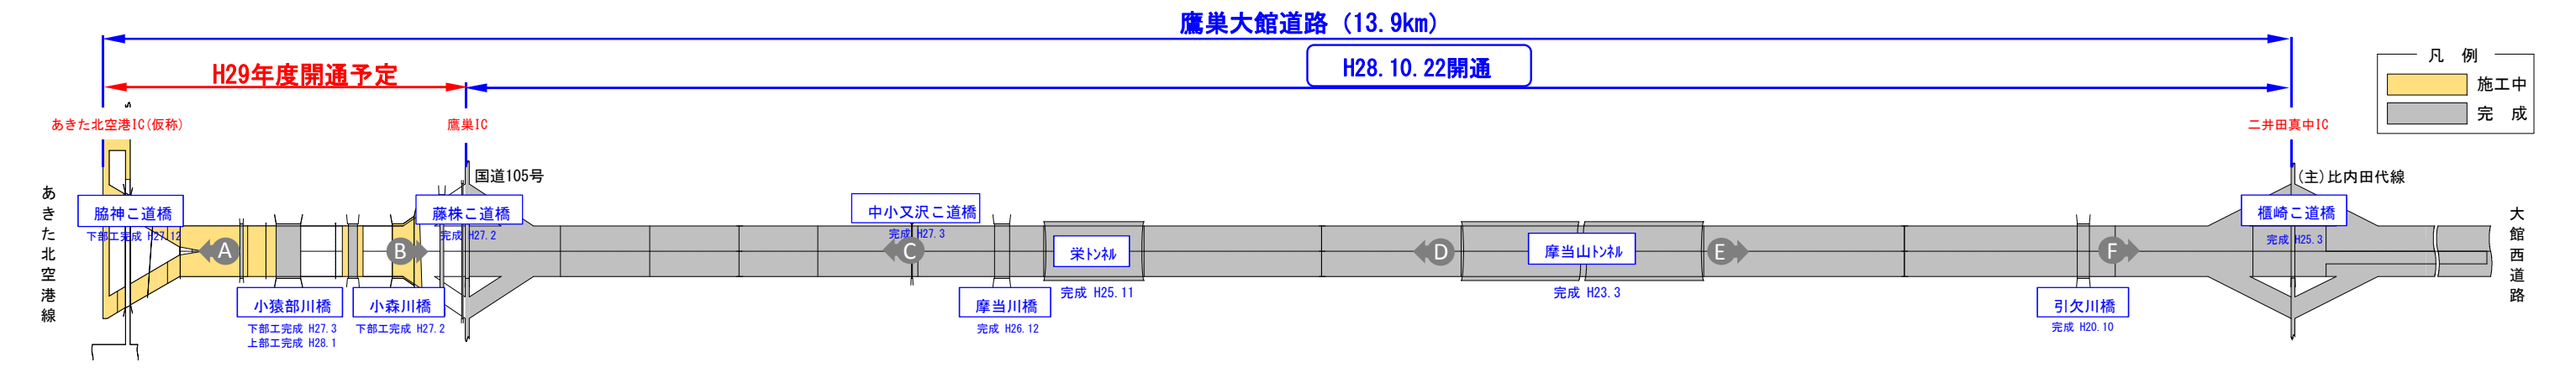 鷹巣大館道路 (13.9km)
H29年度開通予定
H28.10.22開通
凡 例
施工中
完 成
あきた北空港IC(仮称)
鷹巣IC
二井田真中IC
国道105号
(主)比内田代線
あきた北空港線
大館西道路
脇神こ道橋
下部工完成 H27.12
藤株こ道橋
完成 H27.2
中小又沢こ道橋
完成 H27.3
櫃崎こ道橋
完成 H25.3
A
B
C
D
E
F
栄トンネル
完成 H25.11
摩当山トンネル
完成 H23.3
小猿部川橋
下部工完成 H27.3
上部工完成 H28.1
小森川橋
下部工完成 H27.2
摩当川橋
完成 H26.12
引欠川橋
完成 H20.10